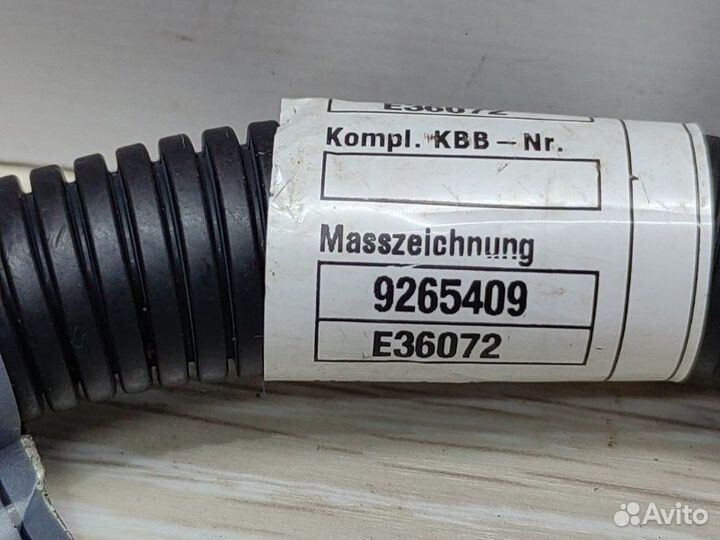 E36072
Kompl. KBB-Nr.
Masszeichnung
9265409
E36072
Avito